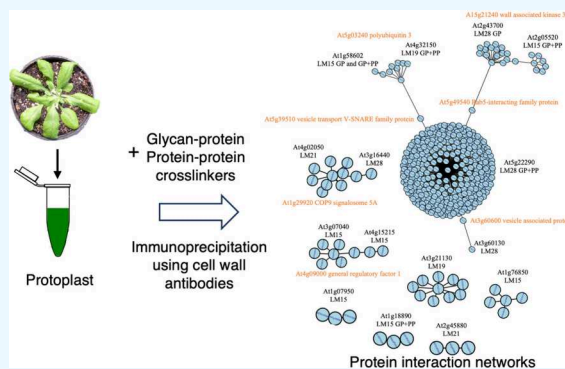 At5g03240 polyubiquitin 3
A15g21240 wall associated kinase 3
At4g32150
LM19 GP+PP
At2g43700
LM28 GP
At2g05520
LM15 GP+PP
At1g58602
LM15 GP and GP+PP
At5g49540 Rab5-interacting family protein
At5g39510 vesicle transport V-SNARE family protein
+
Glycan-protein
Protein-protein
crosslinkers
At4g02050
LM21
At3g16440
LM28
At5g22290
LM28 GP+PP
At1g29920 COP9 signalosome 5A
At3g60600 vesicle associated protein
Immunoprecipitation
using cell wall
antibodies
At3g07040
LM15
At4g15215
LM15
At3g60130
LM28
Protoplast
At4g09000 general regulatory factor 1
At3g21130
LM19
At1g76850
LM15
At1g07950
LM15
At1g18890
LM15 GP+PP
At2g45880
LM21
Protein interaction networks